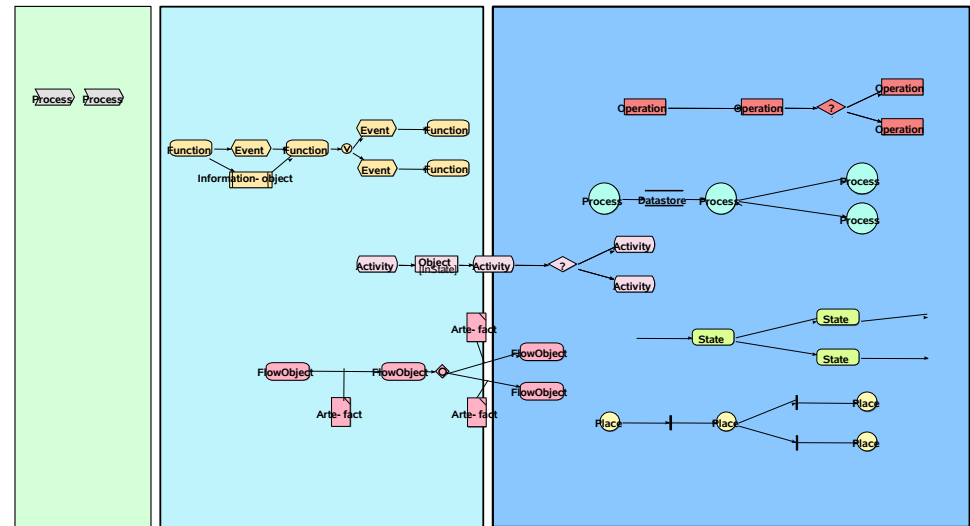 Process Process
Function Event Function V Event Function
Event Function
Information- object
Activity Object Activity ? Activity
[InState]
Activity
Arte- fact
FlowObject FlowObject FlowObject
FlowObject
Arte- fact Arte- fact
Operation Operation ? Operation
Operation
Process Datastore Process Process
Process
State State
State
Place Place Place
Place